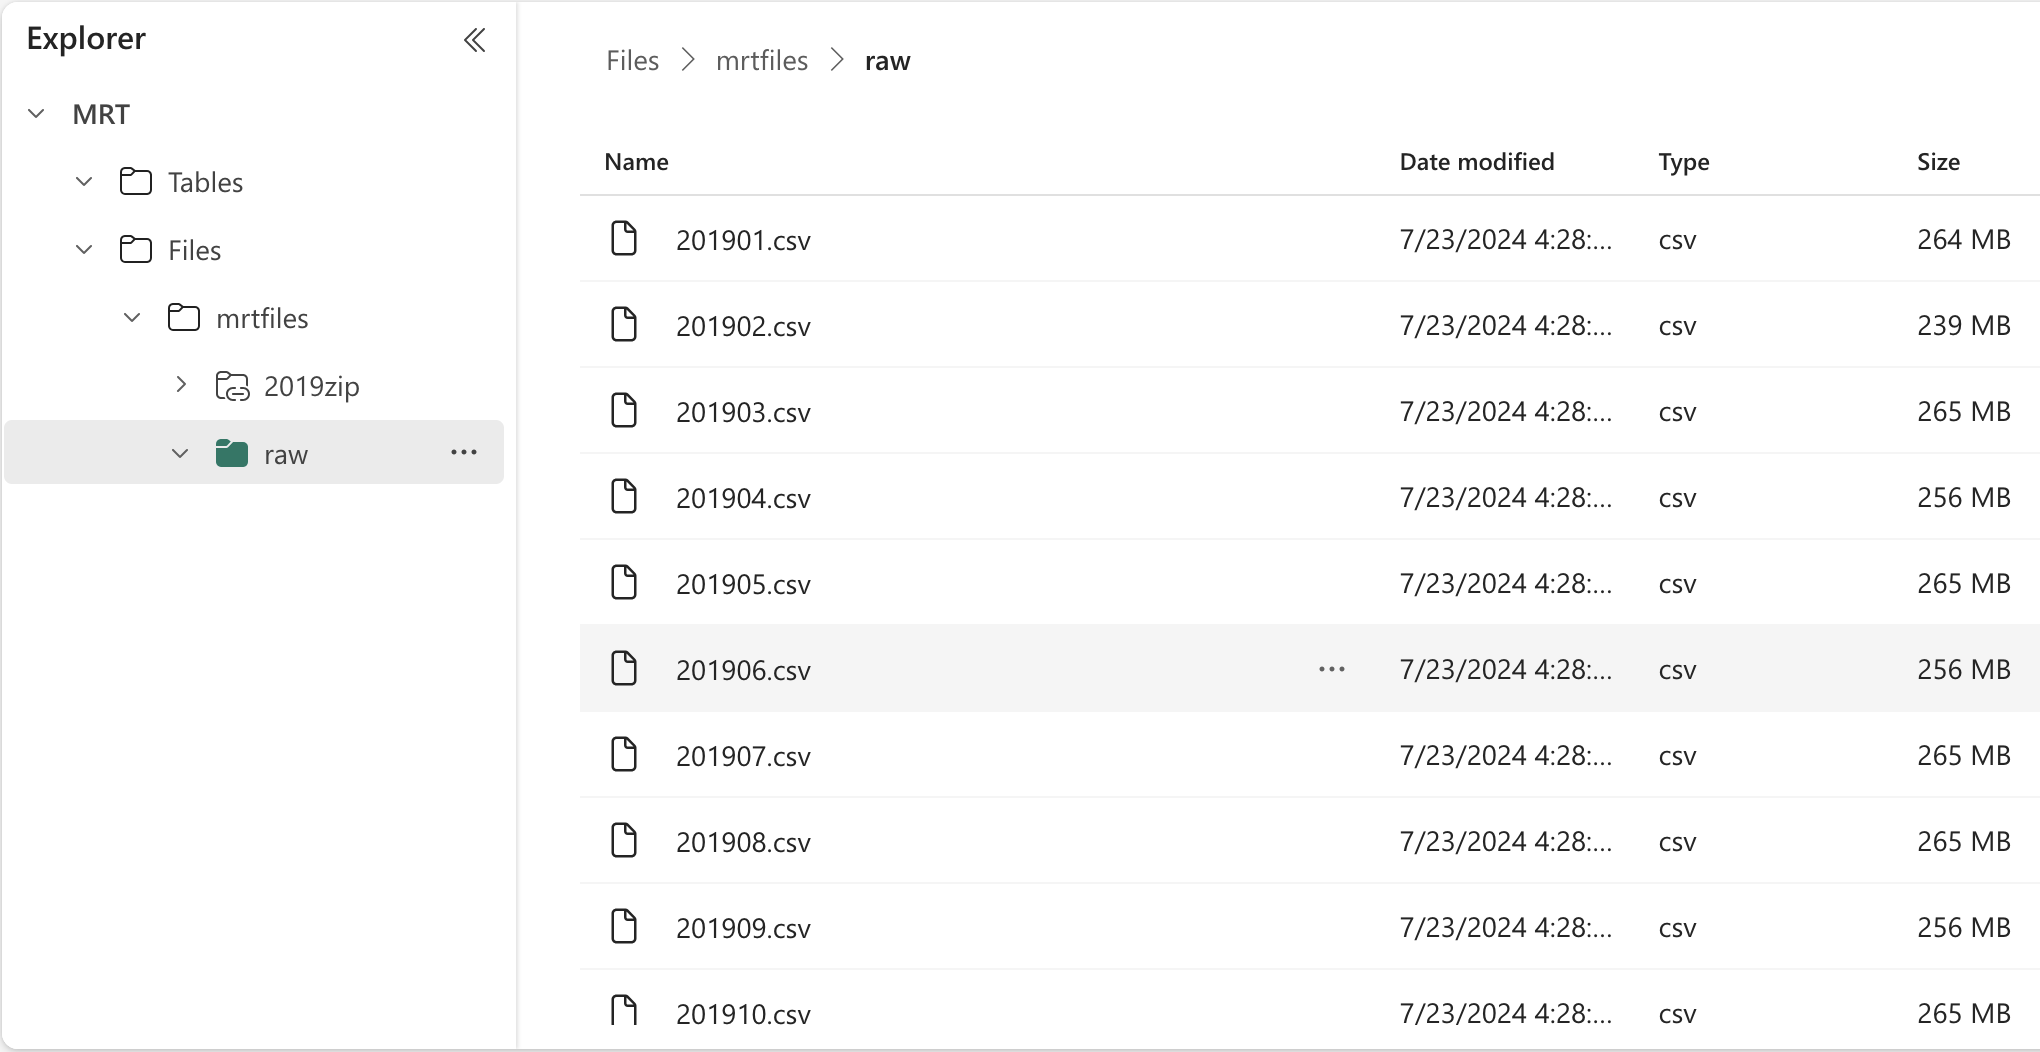 Explorer
MRT
Tables
Files
mrtfiles
2019zip
raw
Files > mrtfiles > raw
Name Date modified Type Size
201901.csv 7/23/2024 4:28:... csv 264 MB
201902.csv 7/23/2024 4:28:... csv 239 MB
201903.csv 7/23/2024 4:28:... csv 265 MB
201904.csv 7/23/2024 4:28:... csv 256 MB
201905.csv 7/23/2024 4:28:... csv 265 MB
201906.csv ... 7/23/2024 4:28:... csv 256 MB
201907.csv 7/23/2024 4:28:... csv 265 MB
201908.csv 7/23/2024 4:28:... csv 265 MB
201909.csv 7/23/2024 4:28:... csv 256 MB
201910.csv 7/23/2024 4:28:... csv 265 MB